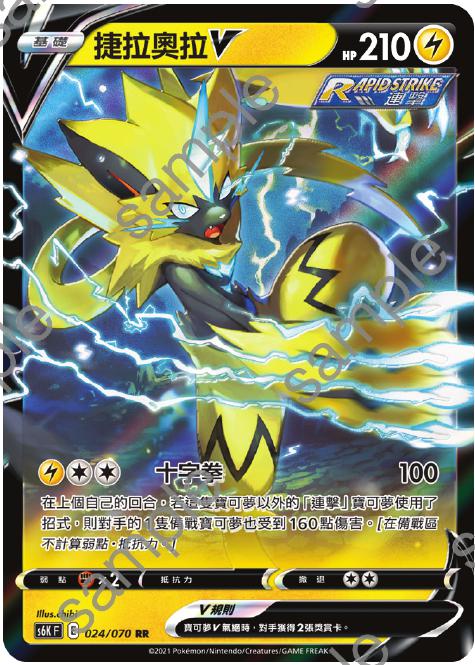 基礎 捷拉奧拉V HP 210
RAPID STRIKE
連擊
十字拳 100
在上個自己的回合,若這隻寶可夢以外的「連擊」寶可夢使用了
招式,則對手的1隻備戰寶可夢也受到160點傷害。[在備戰區
不計算弱點・抵抗力。]
弱點 ×2 抵抗力 撤退
Illus.chibi
V規則
s6K F C 024/070 RR
寶可夢V氣絕時,對手獲得2張獎賞卡。
©2021 Pokémon/Nintendo/Creatures/GAME FREAK
sample
sample
sample
sample
sample